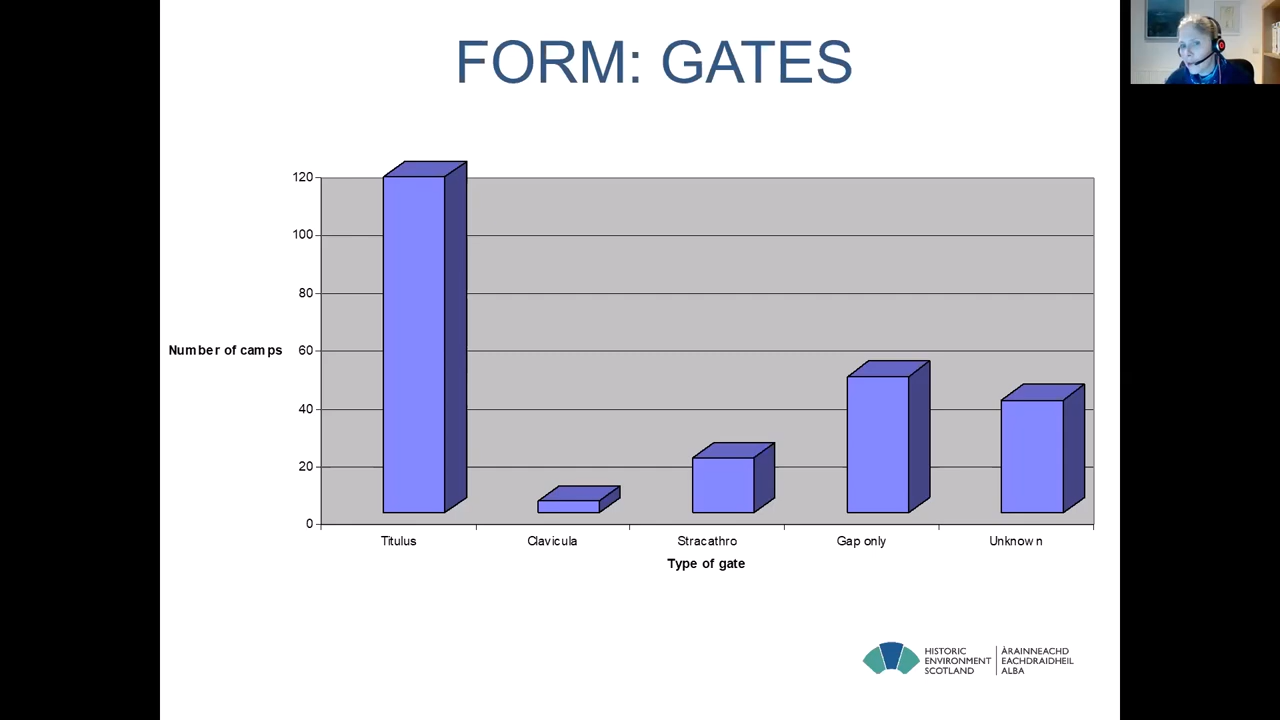 FORM: GATES
120
100
80
Number of camps 60
40
20
0
Titulus Clavicula Stracathro Gap only Unknown
Type of gate
HISTORIC
ENVIRONMENT
SCOTLAND
ÀRAINNEACHD
EACHDRAIDHEIL
ALBA